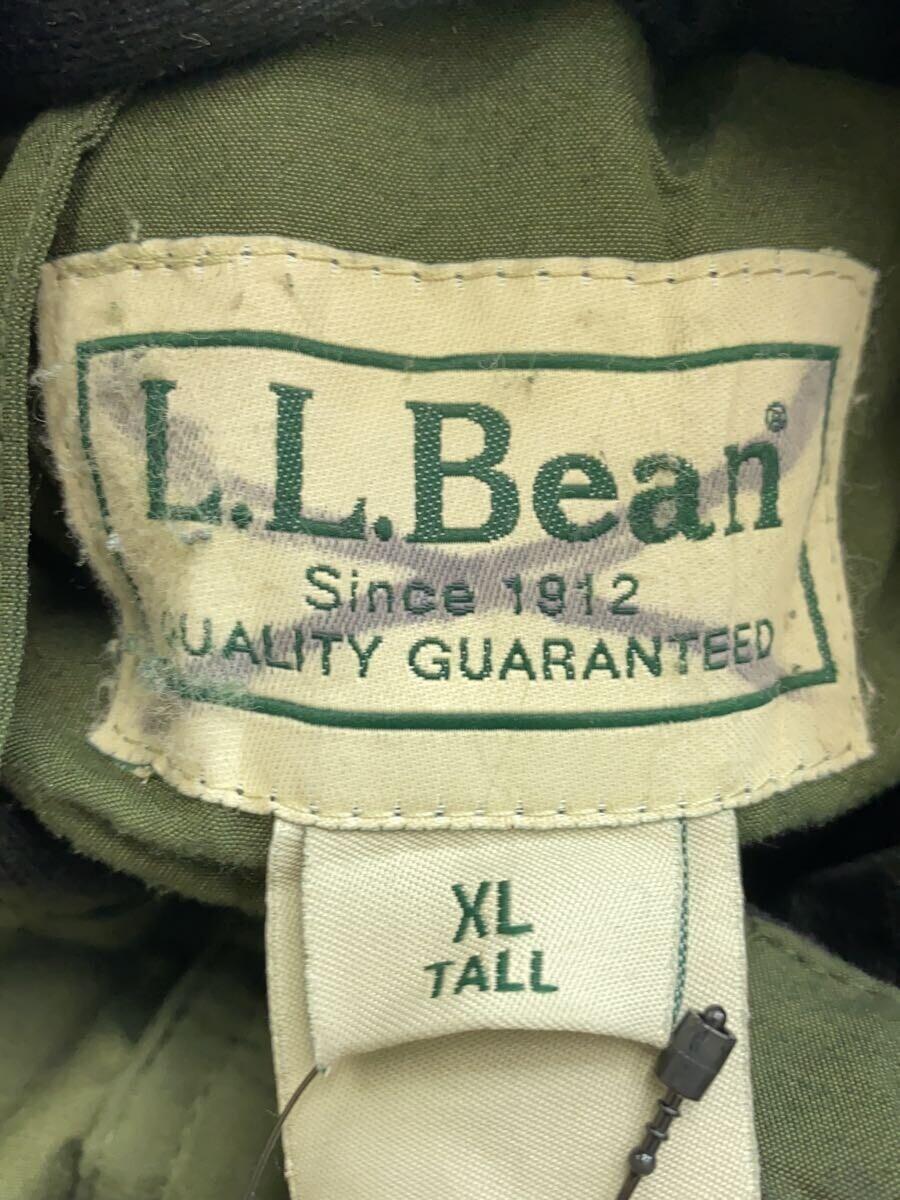 L.L.Bean®
Since 1912
QUALITY GUARANTEED
XL
TALL